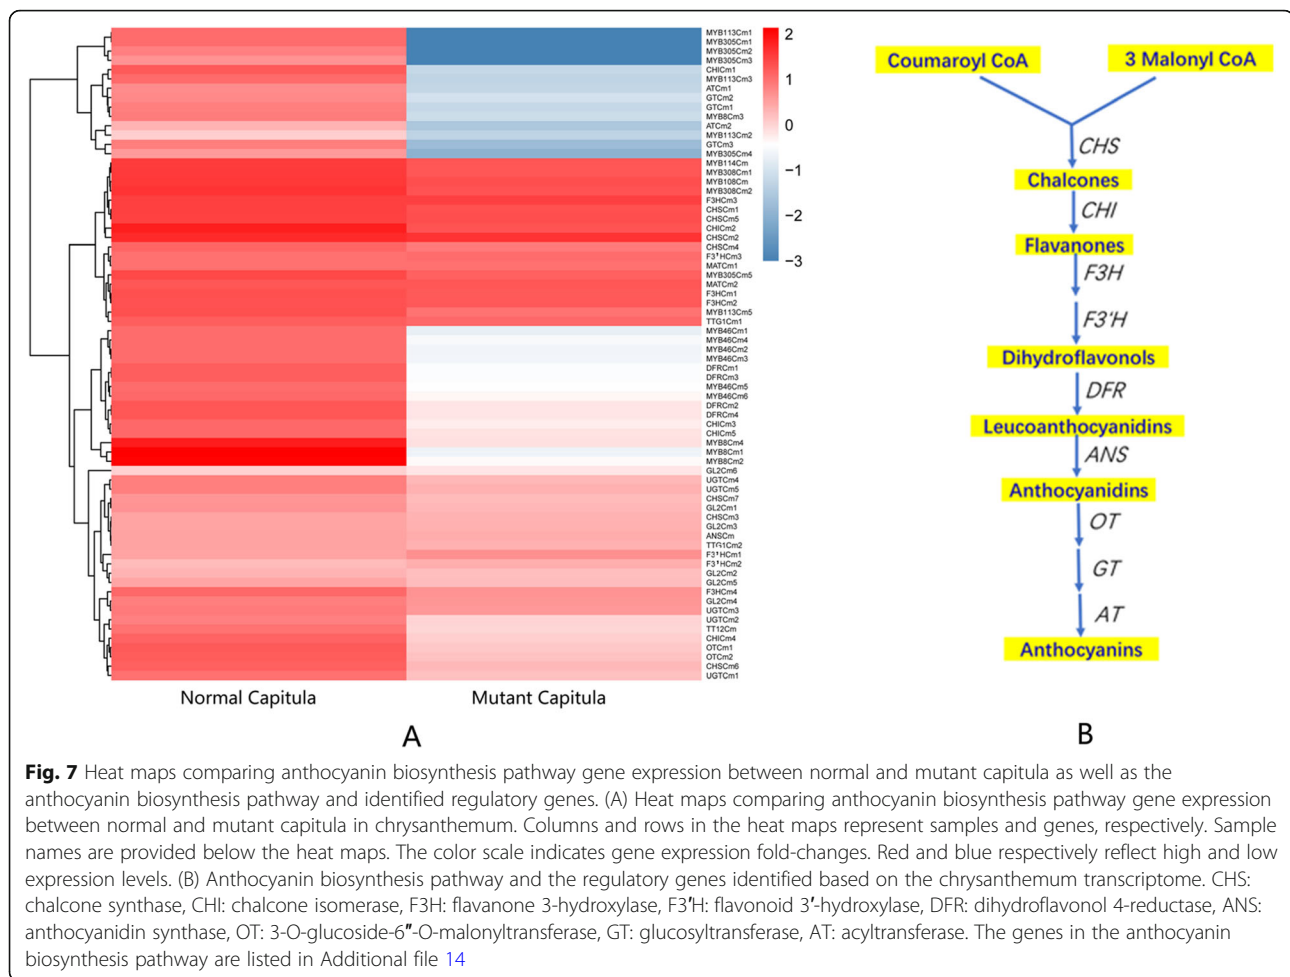 MYB113Cm1
MYB305Cm1
MYB305Cm2
MYB305Cm3
CHICm1
MYB113Cm3
ATCm1
GTCm2
GTCm1
MYB8Cm3
ATCm2
MYB113Cm2
GTCm3
MYB305Cm4
MYB114Cm
MYB308Cm1
MYB108Cm
MYB308Cm2
F3HCm3
CHSCm1
CHSCm5
CHICm2
CHSCm2
CHSCm4
F3'HCm3
MATCm1
MYB305Cm5
MATCm2
F3HCm1
F3HCm2
MYB113Cm5
TTG1Cm1
MYB46Cm1
MYB46Cm4
MYB46Cm2
MYB46Cm3
DFRCm1
DFRCm3
MYB46Cm5
MYB46Cm6
DFRCm2
DFRCm4
CHICm3
CHICm5
MYB8Cm4
MYB8Cm1
MYB8Cm2
GL2Cm6
UGTCm4
UGTCm5
CHSCm7
GL2Cm1
CHSCm3
GL2Cm3
ANSCm
TTG1Cm2
F3'HCm1
F3'HCm2
GL2Cm2
GL2Cm5
F3HCm4
GL2Cm4
UGTCm3
UGTCm2
TT12Cm
CHICm4
OTCm1
OTCm2
CHSCm6
UGTCm1
2
1
0
−1
−2
−3
Normal Capitula Mutant Capitula
A
Coumaroyl CoA 3 Malonyl CoA
CHS
Chalcones
CHI
Flavanones
F3H
F3'H
Dihydroflavonols
DFR
Leucoanthocyanidins
ANS
Anthocyanidins
OT
GT
AT
Anthocyanins
B
Fig. 7 Heat maps comparing anthocyanin biosynthesis pathway gene expression between normal and mutant capitula as well as the
anthocyanin biosynthesis pathway and identified regulatory genes. (A) Heat maps comparing anthocyanin biosynthesis pathway gene expression
between normal and mutant capitula in chrysanthemum. Columns and rows in the heat maps represent samples and genes, respectively. Sample
names are provided below the heat maps. The color scale indicates gene expression fold-changes. Red and blue respectively reflect high and low
expression levels. (B) Anthocyanin biosynthesis pathway and the regulatory genes identified based on the chrysanthemum transcriptome. CHS:
chalcone synthase, CHI: chalcone isomerase, F3H: flavanone 3-hydroxylase, F3′H: flavonoid 3′-hydroxylase, DFR: dihydroflavonol 4-reductase, ANS:
anthocyanidin synthase, OT: 3-O-glucoside-6″-O-malonyltransferase, GT: glucosyltransferase, AT: acyltransferase. The genes in the anthocyanin
biosynthesis pathway are listed in Additional file 14